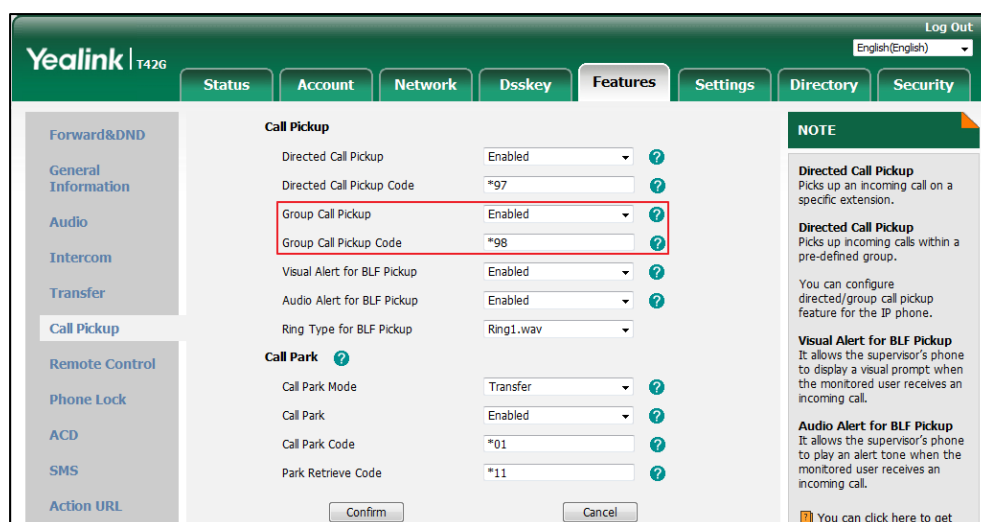 Log Out
English(English)
Yealink | T42G
Status Account Network Dsskey Features Settings Directory Security
Forward&DND
General
Information
Audio
Intercom
Transfer
Call Pickup
Remote Control
Phone Lock
ACD
SMS
Action URL
Call Pickup
Directed Call Pickup Enabled ?
Directed Call Pickup Code *97 ?
Group Call Pickup Enabled ?
Group Call Pickup Code *98 ?
Visual Alert for BLF Pickup Enabled ?
Audio Alert for BLF Pickup Enabled ?
Ring Type for BLF Pickup Ring1.wav
Call Park ?
Call Park Mode Transfer ?
Call Park Enabled ?
Call Park Code *01 ?
Park Retrieve Code *11 ?
Confirm Cancel
NOTE
Directed Call Pickup
Picks up an incoming call on a
specific extension.
Directed Call Pickup
Picks up incoming calls within a
pre-defined group.
You can configure
directed/group call pickup
feature for the IP phone.
Visual Alert for BLF Pickup
It allows the supervisor's phone
to display a visual prompt when
the monitored user receives an
incoming call.
Audio Alert for BLF Pickup
It allows the supervisor's phone
to play an alert tone when the
monitored user receives an
incoming call.
? You can click here to get